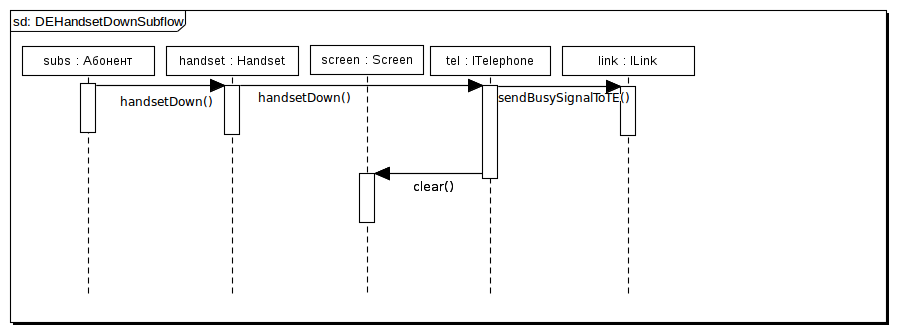 sd: DEHandsetDownSubflow
subs : Абонент
handset : Handset
screen : Screen
tel : ITelephone
link : ILink
handsetDown()
handsetDown()
sendBusySignalToTE()
clear()